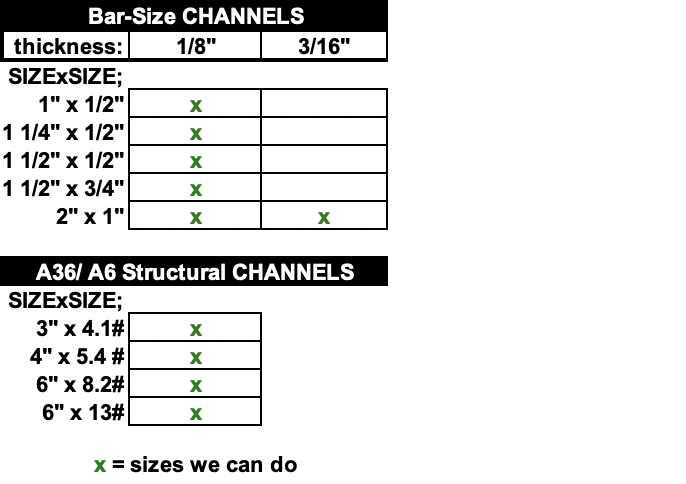 Bar-Size CHANNELS
thickness: 1/8" 3/16"
SIZExSIZE;
1" x 1/2" x
1 1/4" x 1/2" x
1 1/2" x 1/2" x
1 1/2" x 3/4" x
2" x 1" x x
A36/ A6 Structural CHANNELS
SIZExSIZE;
3" x 4.1# x
4" x 5.4 # x
6" x 8.2# x
6" x 13# x
x = sizes we can do